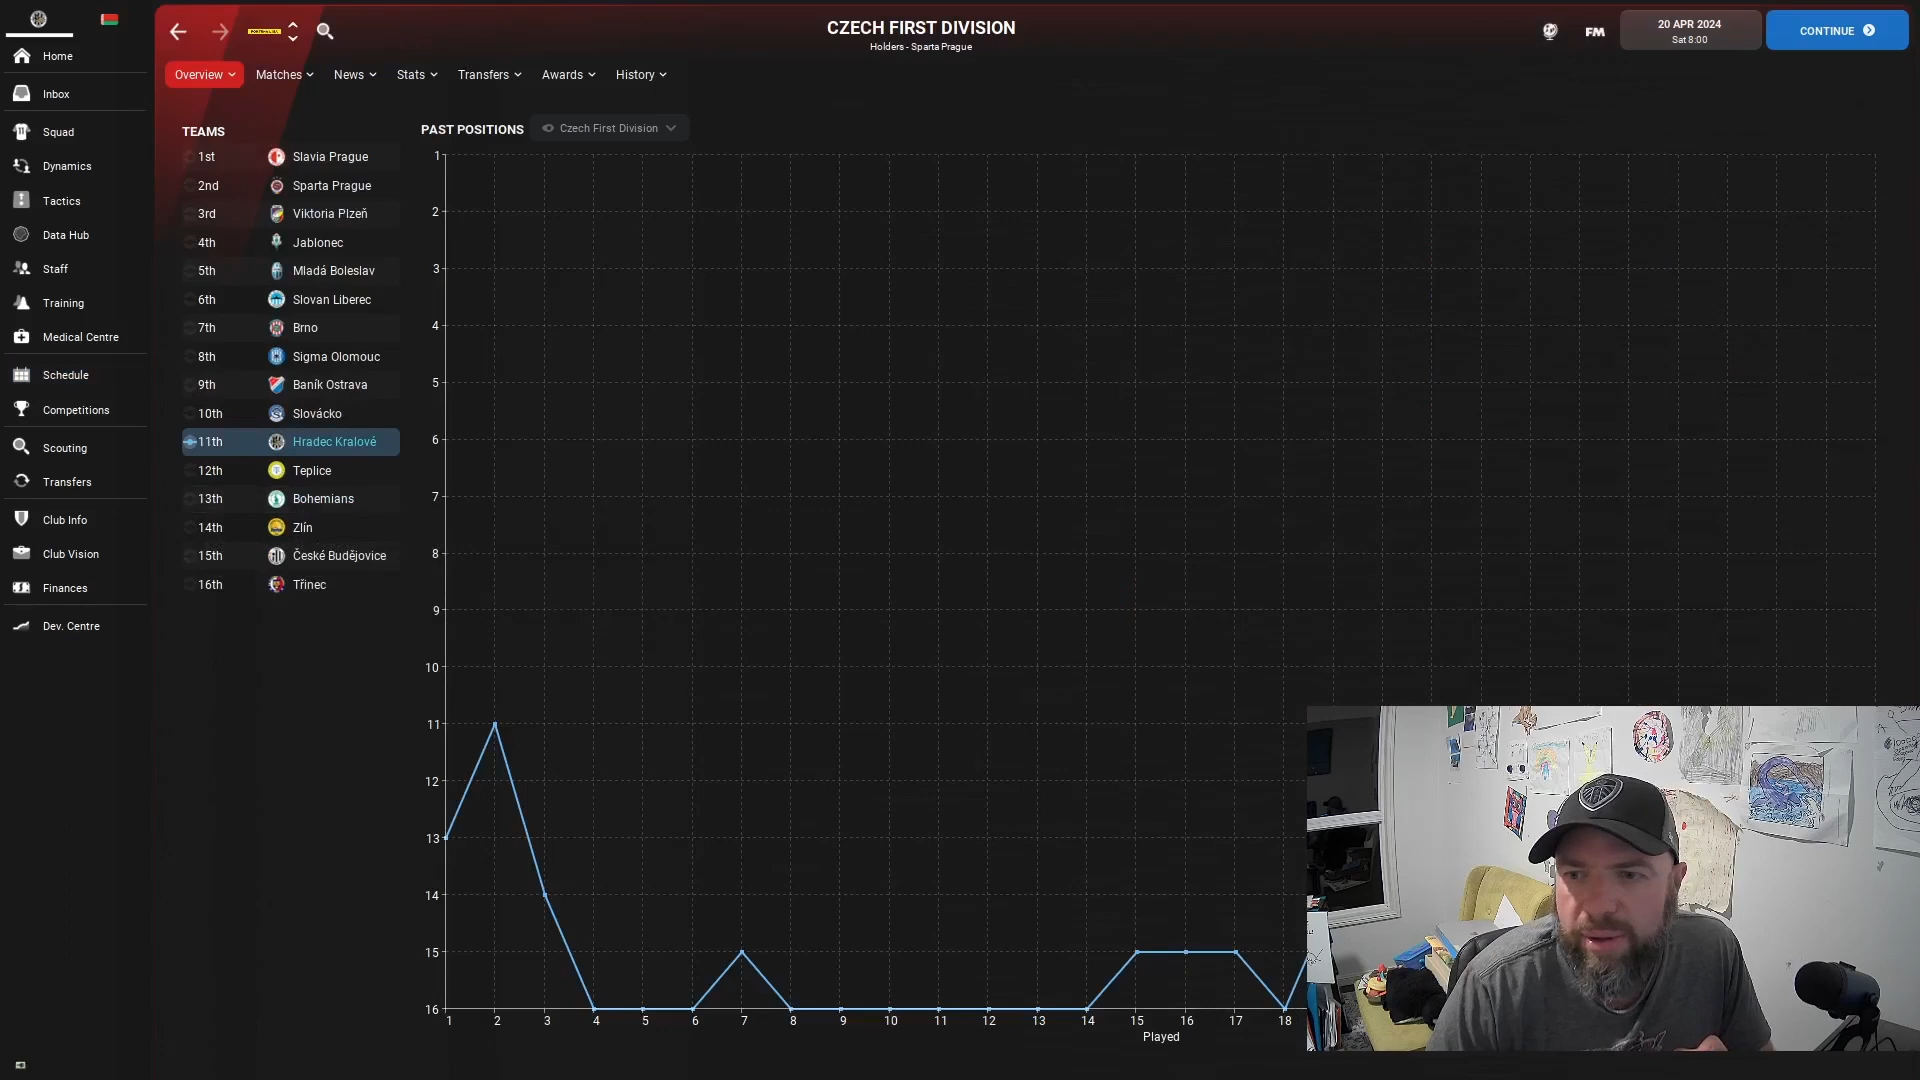 CZECH FIRST DIVISION
Holders - Sparta Prague
FM
20 APR 2024
Sat 8:00
CONTINUE
Home
Inbox
Squad
Dynamics
Tactics
Data Hub
Staff
Training
Medical Centre
Schedule
Competitions
Scouting
Transfers
Club Info
Club Vision
Finances
Dev. Centre
Overview
Matches
News
Stats
Transfers
Awards
History
TEAMS
1st Slavia Prague
2nd Sparta Prague
3rd Viktoria Plzeň
4th Jablonec
5th Mladá Boleslav
6th Slovan Liberec
7th Brno
8th Sigma Olomouc
9th Baník Ostrava
10th Slovácko
11th Hradec Kralové
12th Teplice
13th Bohemians
14th Zlín
15th České Budějovice
16th Třinec
PAST POSITIONS Czech First Division
1
2
3
4
5
6
7
8
9
10
11
12
13
14
15
16
1 2 3 4 5 6 7 8 9 10 11 12 13 14 15 16 17 18
Played